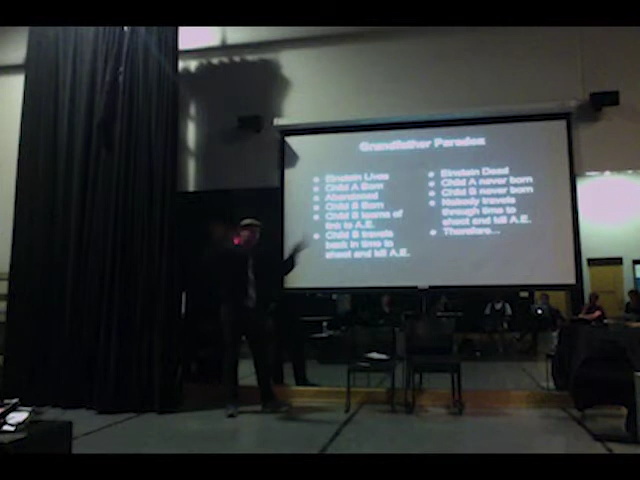 Grandfather Paradox
Einstein Lives
Child A Born
Abandoned
Child B Born
Child B learns of
link to A.E.
Child B travels
back in time to
shoot and kill A.E.
Einstein Dead
Child A never born
Child B never born
Nobody travels
through time to
shoot and kill A.E.
Therefore...